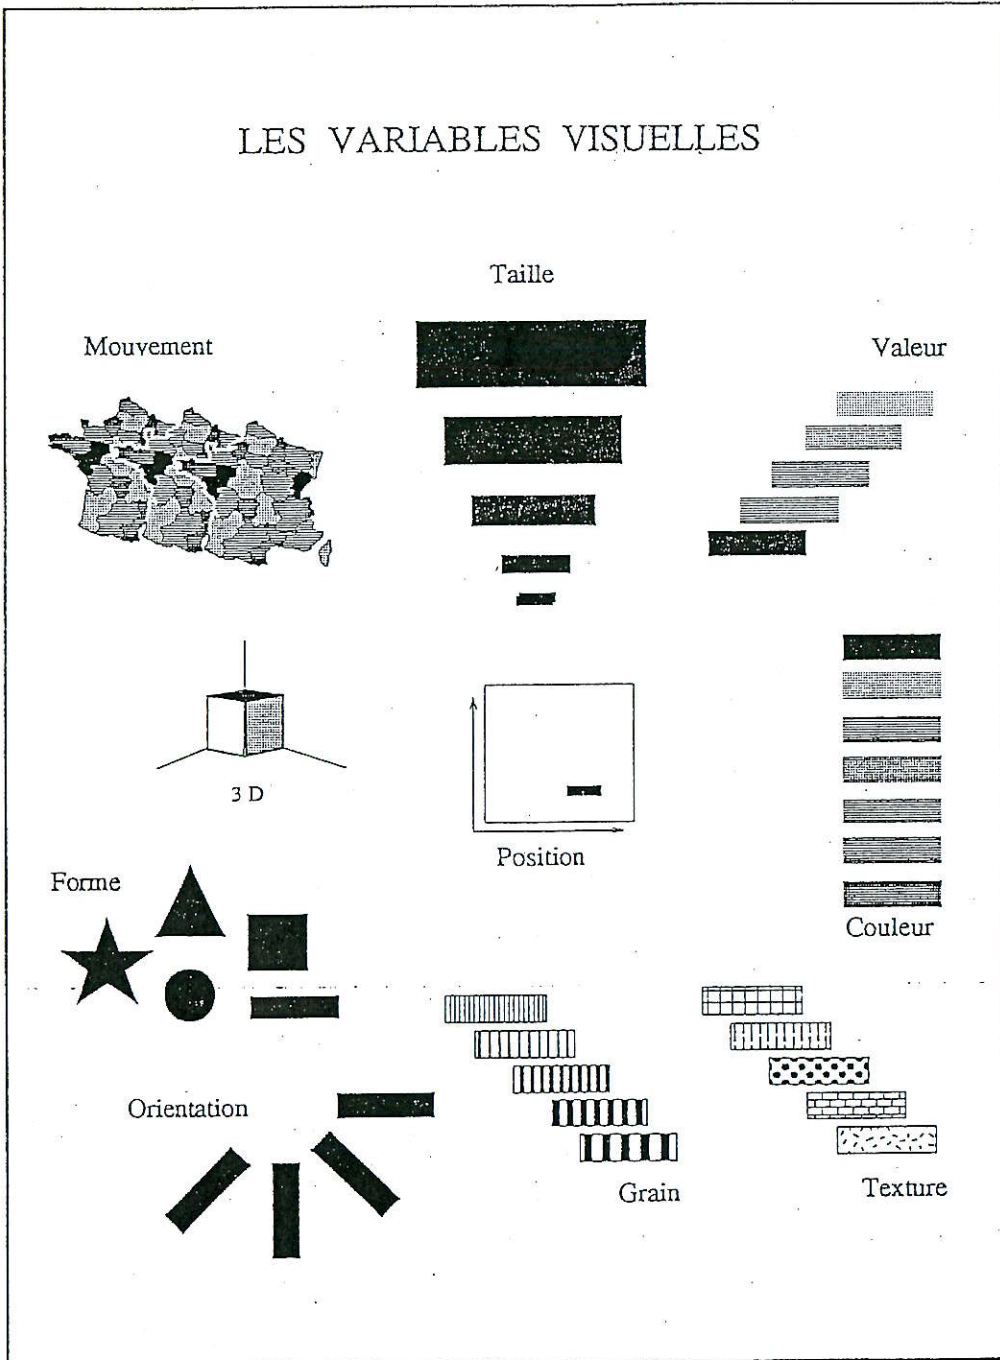 LES VARIABLES VISUELLES
Taille
Mouvement
Valeur
3 D
Position
Forme
Couleur
Orientation
Grain
Texture